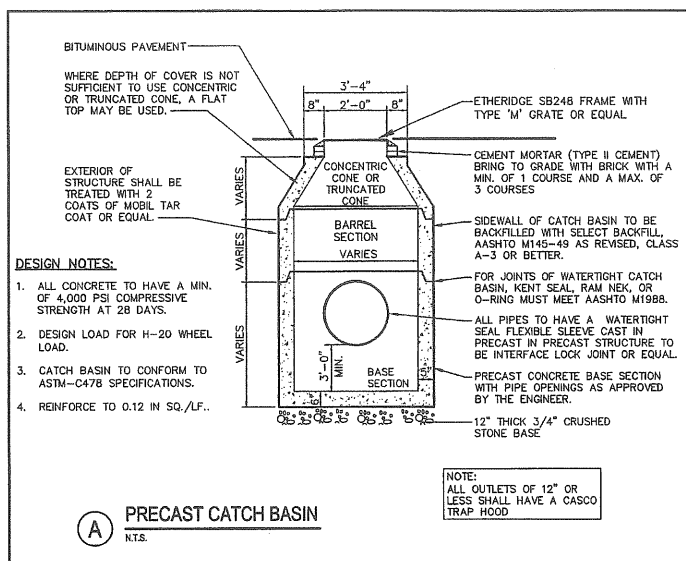 BITUMINOUS PAVEMENT
WHERE DEPTH OF COVER IS NOT
SUFFICIENT TO USE CONCENTRIC
OR TRUNCATED CONE, A FLAT
TOP MAY BE USED.
EXTERIOR OF
STRUCTURE SHALL BE
TREATED WITH 2
COATS OF MOBIL TAR
COAT OR EQUAL.
DESIGN NOTES:
1. ALL CONCRETE TO HAVE A MIN.
OF 4,000 PSI COMPRESSIVE
STRENGTH AT 28 DAYS.
2. DESIGN LOAD FOR H-20 WHEEL
LOAD.
3. CATCH BASIN TO CONFORM TO
ASTM-C478 SPECIFICATIONS.
4. REINFORCE TO 0.12 IN SQ./LF..
3'-4"
8" 2'-0" 8"
CONCENTRIC
CONE OR
TRUNCATED
CONE
BARREL
SECTION
VARIES
VARIES
VARIES
VARIES
3'-0"
MIN.
BASE
SECTION
5"
6"
ETHERIDGE SB248 FRAME WITH
TYPE 'M' GRATE OR EQUAL
CEMENT MORTAR (TYPE II CEMENT)
BRING TO GRADE WITH BRICK WITH A
MIN. OF 1 COURSE AND A MAX. OF
3 COURSES
SIDEWALL OF CATCH BASIN TO BE
BACKFILLED WITH SELECT BACKFILL,
AASHTO M145-49 AS REVISED, CLASS
A-3 OR BETTER.
FOR JOINTS OF WATERTIGHT CATCH
BASIN, KENT SEAL, RAM NEK, OR
O-RING MUST MEET AASHTO M1988.
ALL PIPES TO HAVE A WATERTIGHT
SEAL FLEXIBLE SLEEVE CAST IN
PRECAST IN PRECAST STRUCTURE TO
BE INTERFACE LOCK JOINT OR EQUAL.
PRECAST CONCRETE BASE SECTION
WITH PIPE OPENINGS AS APPROVED
BY THE ENGINEER.
12" THICK 3/4" CRUSHED
STONE BASE
NOTE:
ALL OUTLETS OF 12" OR
LESS SHALL HAVE A CASCO
TRAP HOOD
A PRECAST CATCH BASIN
N.T.S.